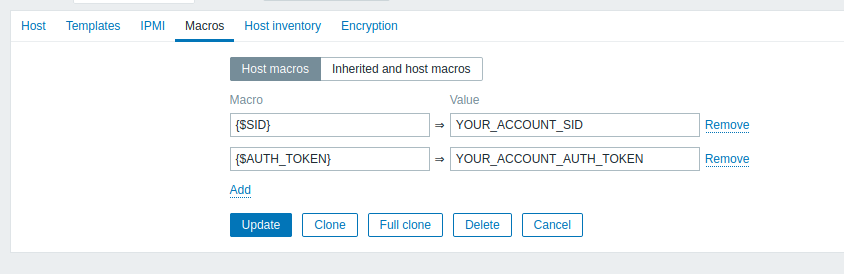 Host Templates IPMI Macros Host inventory Encryption
Host macros Inherited and host macros
Macro Value
{$SID} ⇒ YOUR_ACCOUNT_SID Remove
{$AUTH_TOKEN} ⇒ YOUR_ACCOUNT_AUTH_TOKEN Remove
Add
Update Clone Full clone Delete Cancel